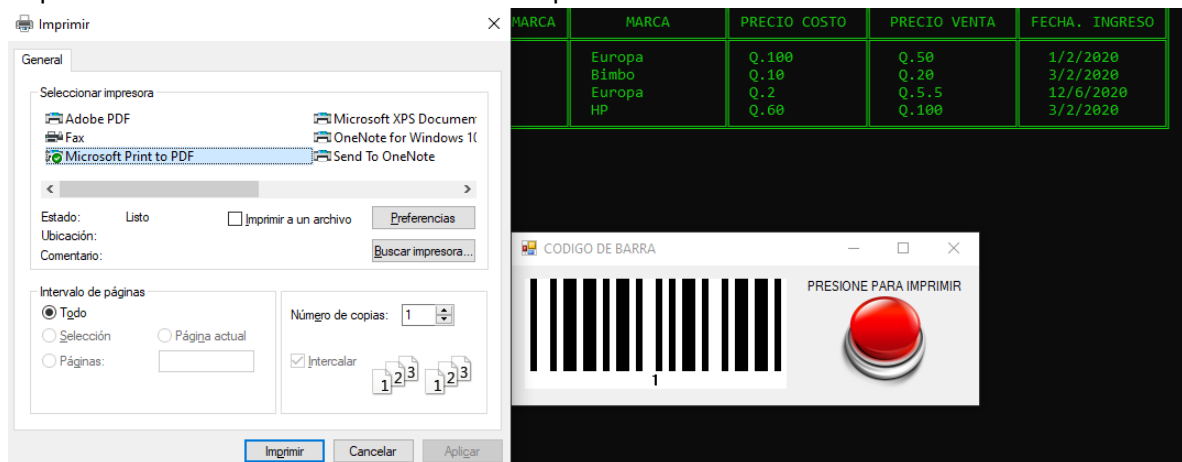 Imprimir
General
Seleccionar impresora
Adobe PDF
Fax
Microsoft Print to PDF
Microsoft XPS Documen
OneNote for Windows 1(
Send To OneNote
Estado: Listo
Ubicación:
Comentario:
Imprimir a un archivo
Preferencias
Buscar impresora...
Intervalo de páginas
Todo
Selección
Página actual
Páginas:
Número de copias: 1
Intercalar
1 2 3 1 2 3
Imprimir Cancelar Aplicar
MARCA MARCA PRECIO COSTO PRECIO VENTA FECHA. INGRESO
Europa Q.100 Q.50 1/2/2020
Bimbo Q.10 Q.20 3/2/2020
Europa Q.2 Q.5.5 12/6/2020
HP Q.60 Q.100 3/2/2020
CODIGO DE BARRA
PRESIONE PARA IMPRIMIR
1